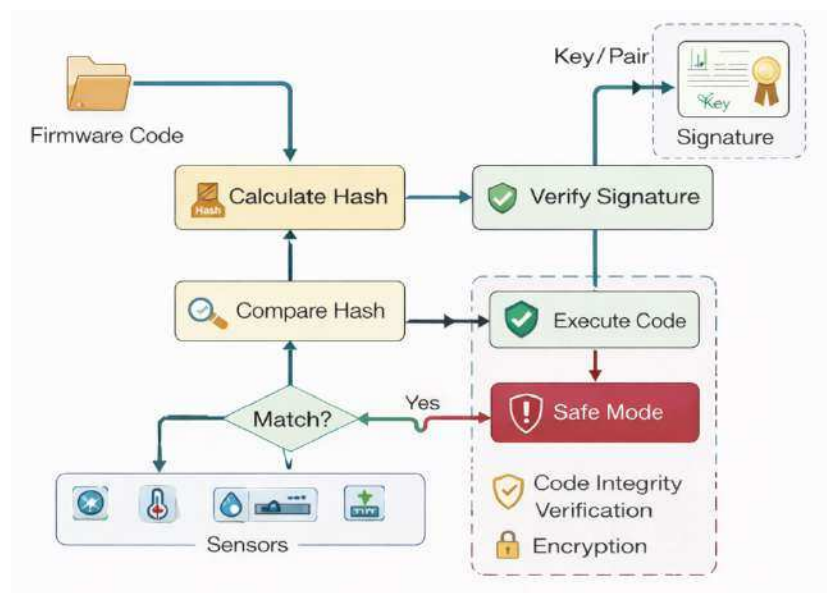 Key/Pair
Key
Signature
Firmware Code
Hash
Calculate Hash
Verify Signature
Compare Hash
Execute Code
Match?
Yes
Safe Mode
Sensors
Code Integrity
Verification
Encryption